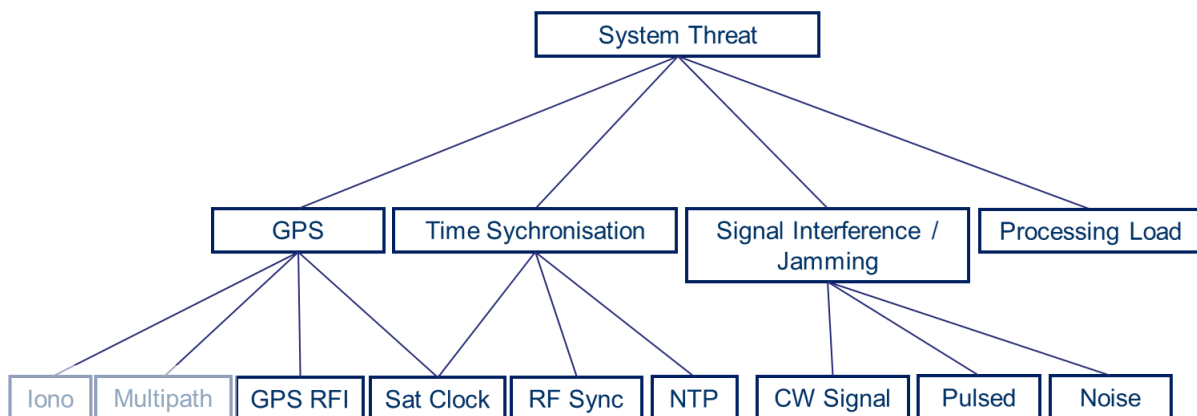 System Threat
GPS
Time Sychronisation
Signal Interference /
Jamming
Processing Load
Iono
Multipath
GPS RFI
Sat Clock
RF Sync
NTP
CW Signal
Pulsed
Noise